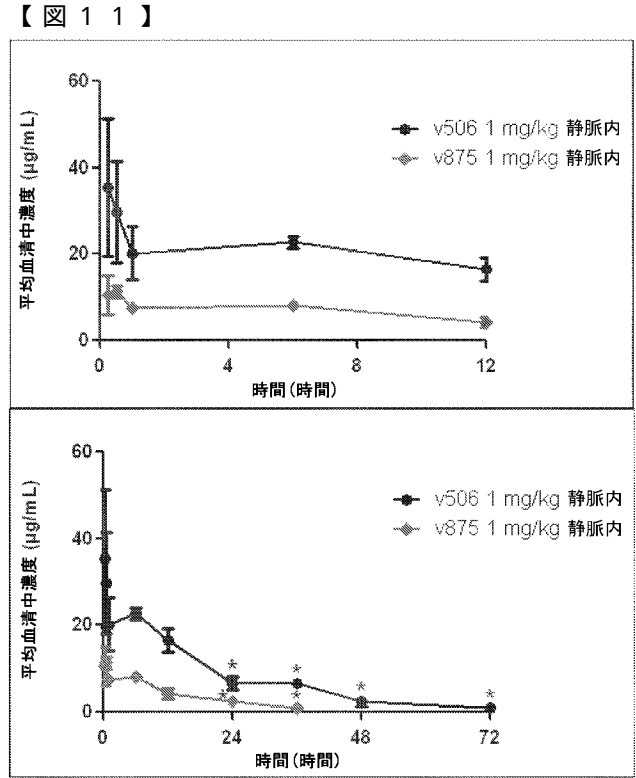 【図11】
60
40
20
0
平均血清中濃度 (µg/mL)
v506 1 mg/kg 静脈内
v875 1 mg/kg 静脈内
0 4 8 12
時間(時間)
60
40
20
0
平均血清中濃度 (µg/mL)
v506 1 mg/kg 静脈内
v875 1 mg/kg 静脈内
* * * *
* *
0 24 48 72
時間(時間)